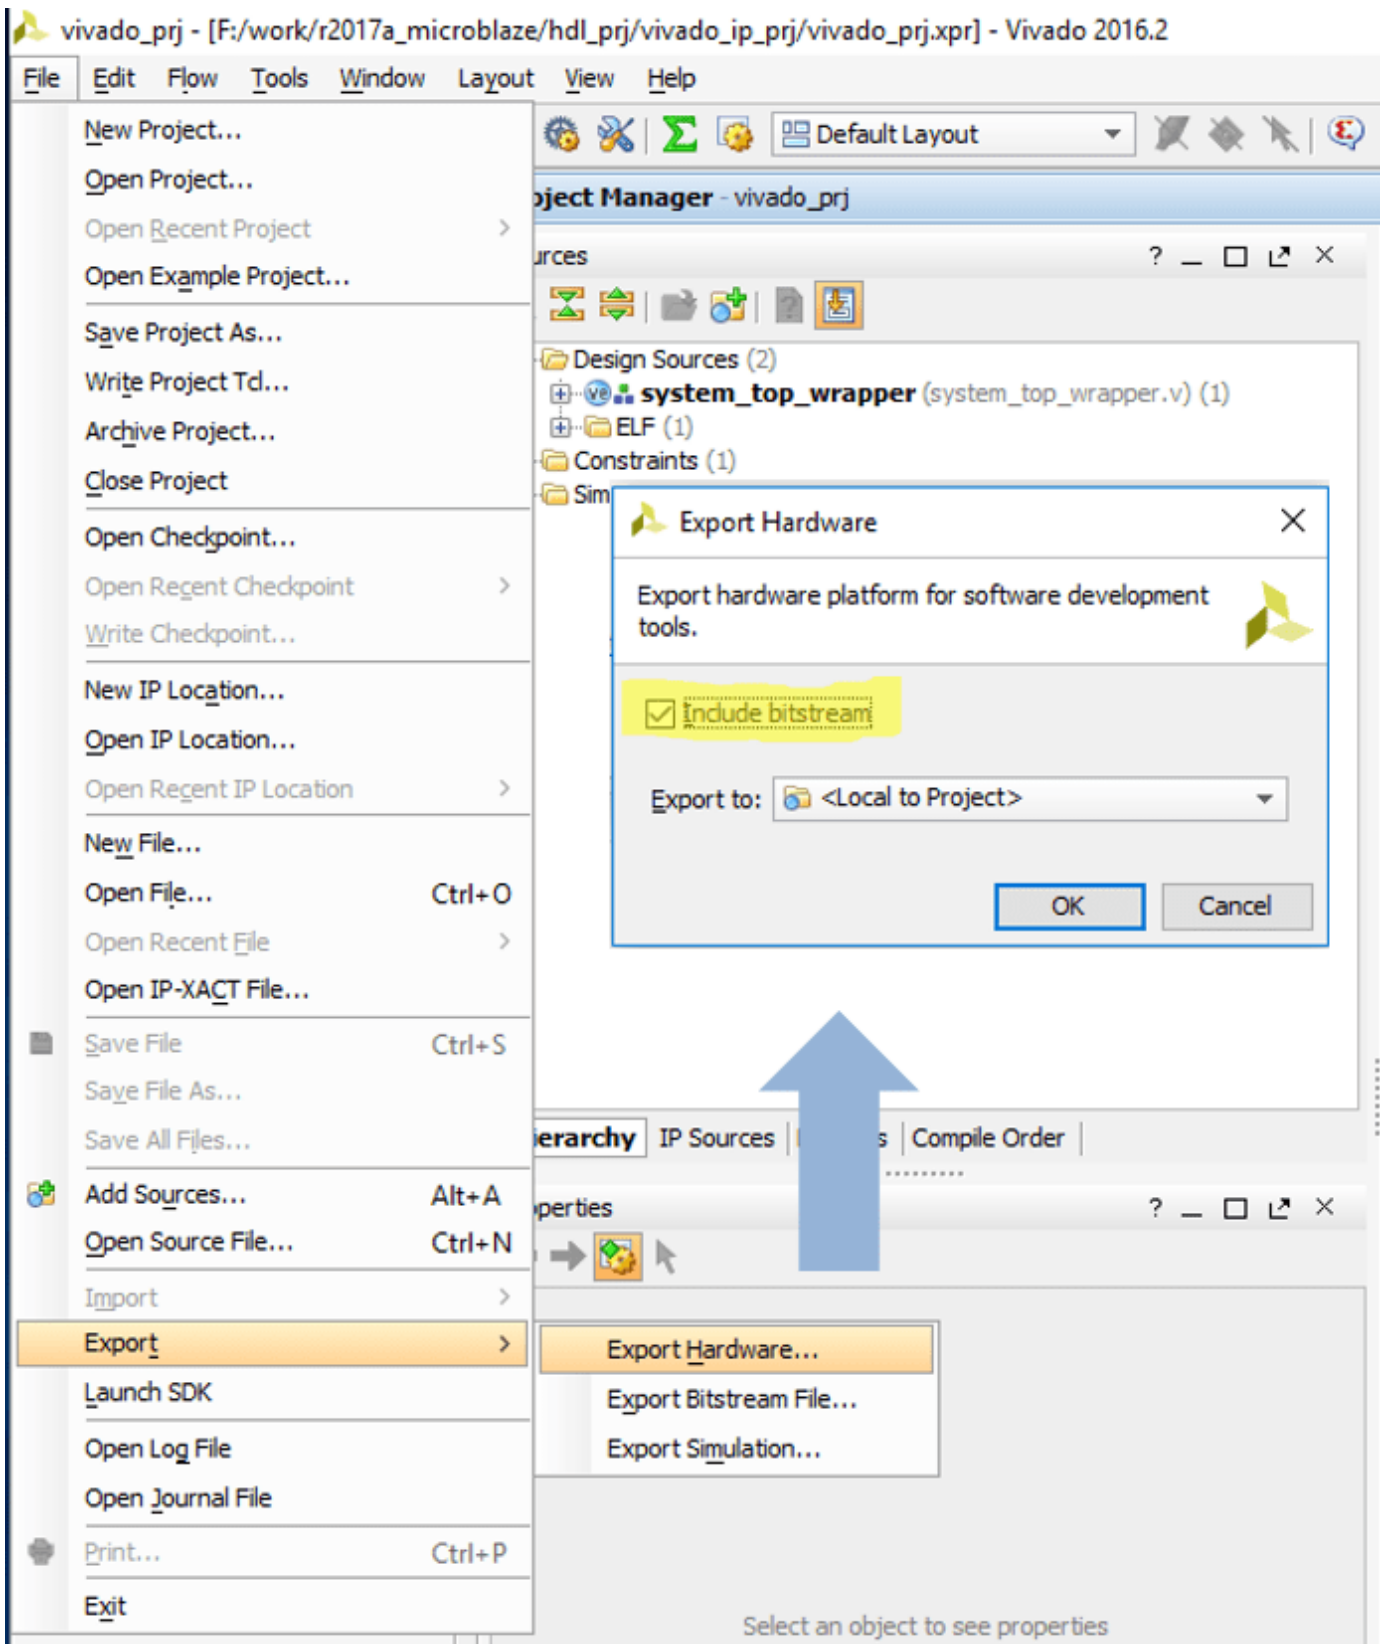 vivado_prj - [F:/work/r2017a_microblaze/hdl_prj/vivado_ip_prj/vivado_prj.xpr] - Vivado 2016.2
File Edit Flow Tools Window Layout View Help
New Project...
Open Project...
Open Recent Project
Open Example Project...
Save Project As...
Write Project Tcl...
Archive Project...
Close Project
Open Checkpoint...
Open Recent Checkpoint
Write Checkpoint...
New IP Location...
Open IP Location...
Open Recent IP Location
New File...
Open File... Ctrl+O
Open Recent File
Open IP-XACT File...
Save File Ctrl+S
Save File As...
Save All Files...
Add Sources... Alt+A
Open Source File... Ctrl+N
Import
Export
Launch SDK
Open Log File
Open Journal File
Print... Ctrl+P
Exit
Export Hardware...
Export Bitstream File...
Export Simulation...
Default Layout
oject Manager - vivado_prj
urces
Design Sources (2)
system_top_wrapper (system_top_wrapper.v) (1)
ELF (1)
Constraints (1)
Sim
Export Hardware
Export hardware platform for software development
tools.
Include bitstream
Export to: <Local to Project>
OK Cancel
ierarchy IP Sources s Compile Order
operties
Select an object to see properties